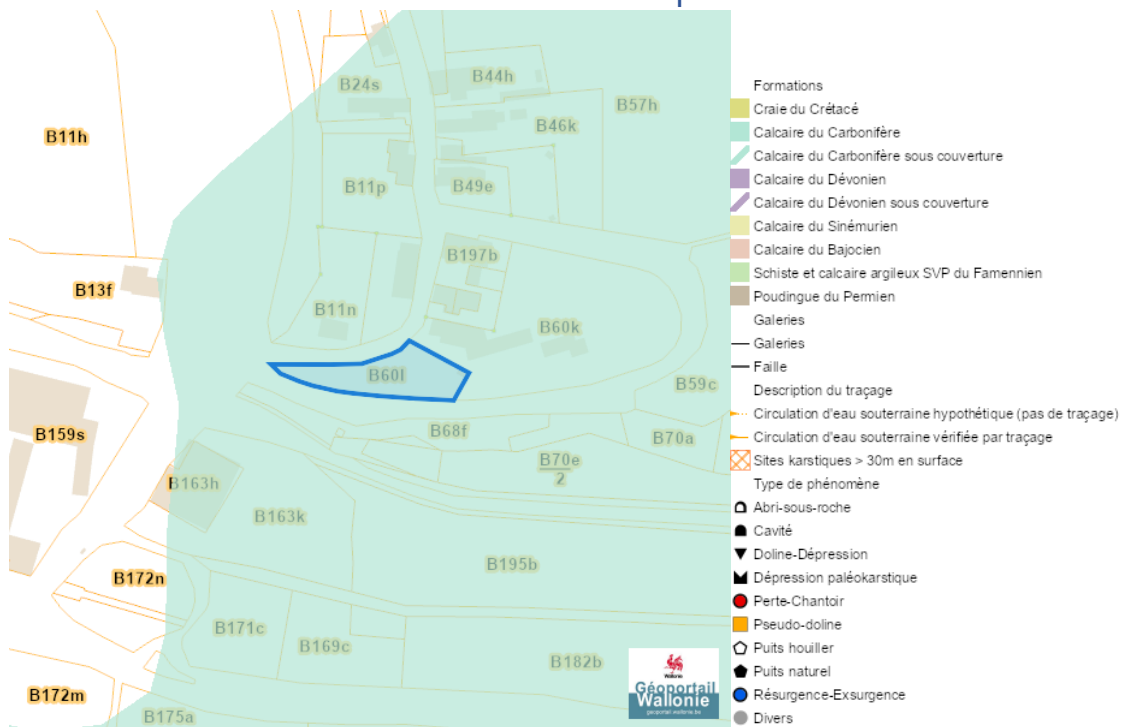 B24s
B44h
B57h
B46k
B11h
B11p
B49e
B197b
B13f
B11n
B60k
B60l
B59c
B68f
B70a
B159s
B70e
2
B163h
B163k
B195b
B172n
B171c
B169c
B182b
B172m
B175a
Wallonie
Géoportail
Wallonie
geoportail.wallonie.be
Formations
Craie du Crétacé
Calcaire du Carbonifère
Calcaire du Carbonifère sous couverture
Calcaire du Dévonien
Calcaire du Dévonien sous couverture
Calcaire du Sinémurien
Calcaire du Bajocien
Schiste et calcaire argileux SVP du Famennien
Poudingue du Permien
Galeries
Galeries
Faille
Description du traçage
Circulation d'eau souterraine hypothétique (pas de traçage)
Circulation d'eau souterraine vérifiée par traçage
Sites karstiques > 30m en surface
Type de phénomène
Abri-sous-roche
Cavité
Doline-Dépression
Dépression paléokarstique
Perte-Chantoir
Pseudo-doline
Puits houiller
Puits naturel
Résurgence-Exsurgence
Divers